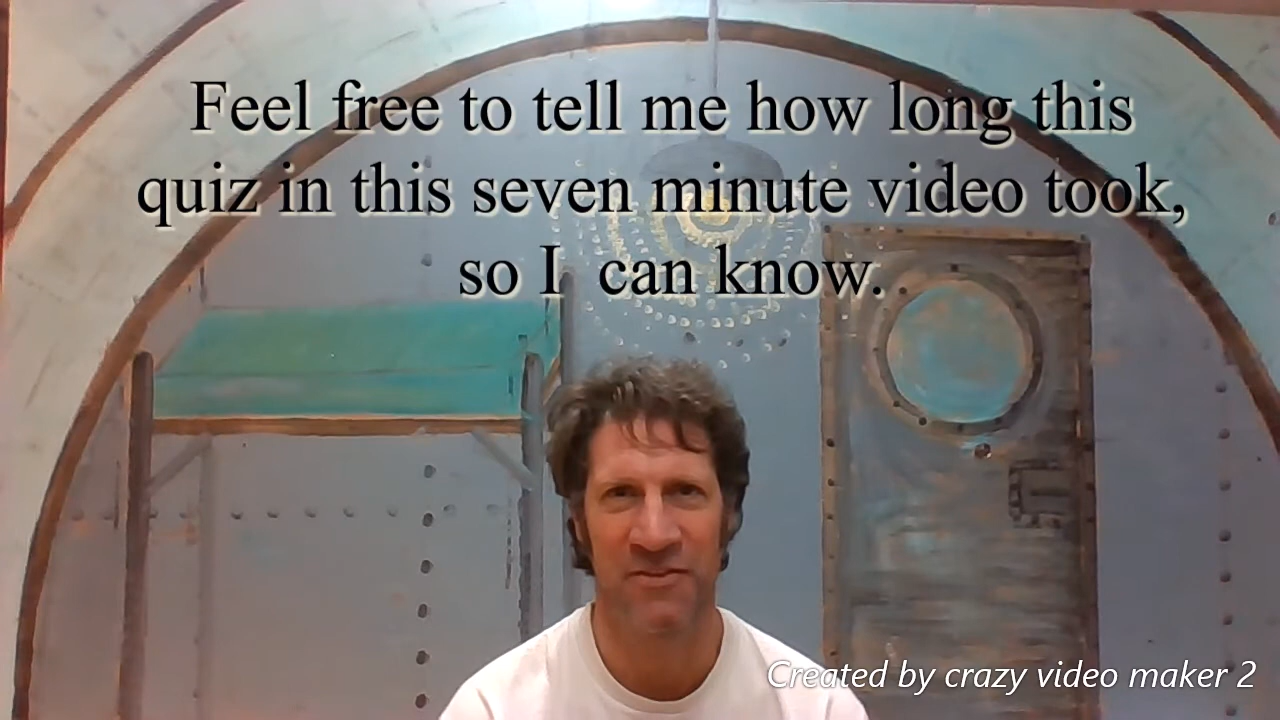 Feel free to tell me how long this
quiz in this seven minute video took,
so I  can know.
Created by crazy video maker 2